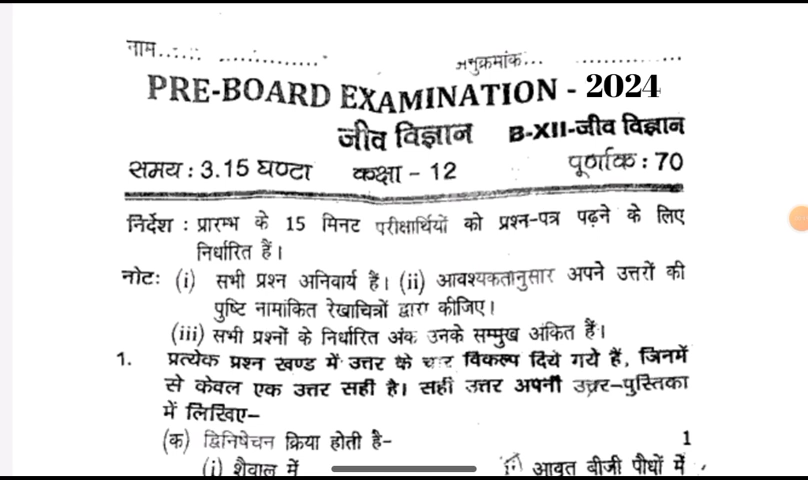 नाम..... ................
अनुक्रमांक... ................
PRE-BOARD EXAMINATION - 2024
जीव विज्ञान B-XII-जीव विज्ञान
समय : 3.15 घण्टा कक्षा - 12 पूर्णांक : 70
निर्देश : प्रारम्भ के 15 मिनट परीक्षार्थियों को प्रश्न-पत्र पढ़ने के लिए
निर्धारित हैं।
नोटः (i) सभी प्रश्न अनिवार्य हैं। (ii) आवश्यकतानुसार अपने उत्तरों की
पुष्टि नामांकित रेखाचित्रों द्वारा कीजिए।
(iii) सभी प्रश्नों के निर्धारित अंक उनके सम्मुख अंकित हैं।
1. प्रत्येक प्रश्न खण्ड में उत्तर के चार विकल्प दिये गये हैं, जिनमें
से केवल एक उत्तर सही है। सही उत्तर अपनी उत्तर-पुस्तिका
में लिखिए-
(क) द्विनिषेचन क्रिया होती है- 1
(i) शैवाल में आवृत बीजी पौधों में